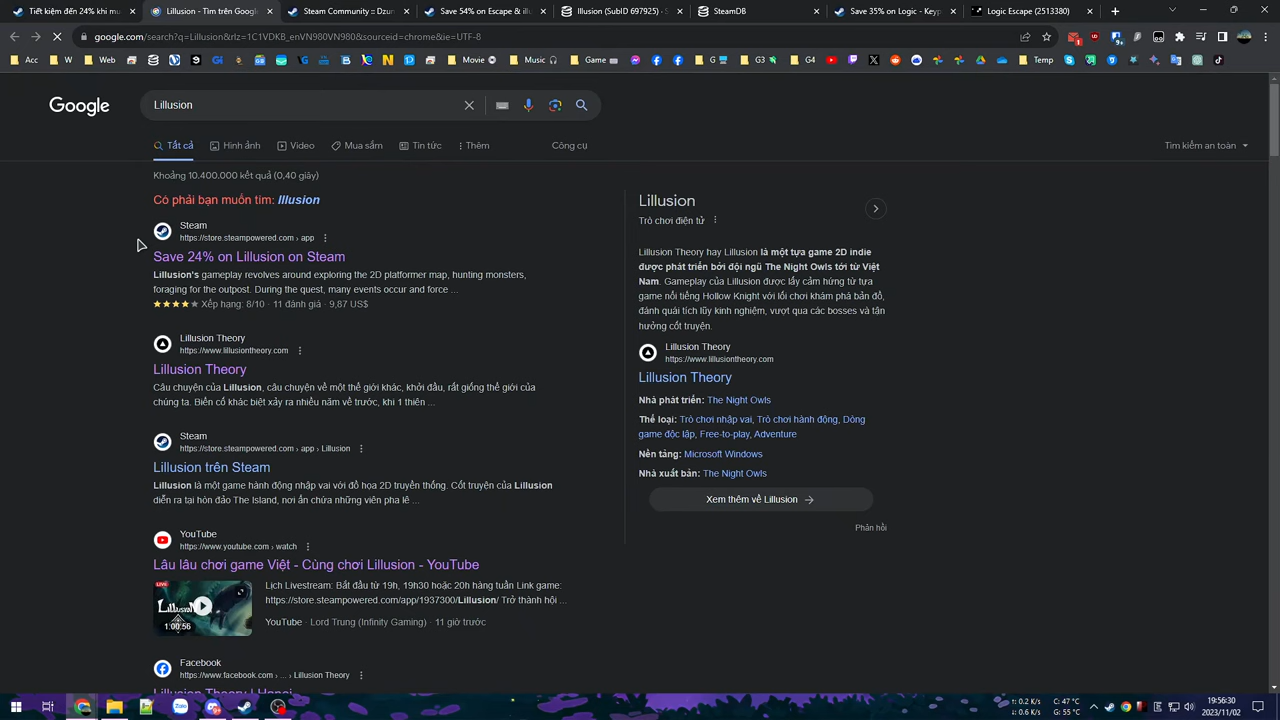 Tiết kiệm đến 24% khi mu
Lillusion - Tìm trên Google
Steam Community :: Dzun
Save 54% on Escape & ill
Illusion (SubID 697925) · S
SteamDB
Save 35% on Logic - Keyp
Logic Escape (2513380)
google.com/search?q=Lillusion&rlz=1C1VDKB_enVN980VN980&sourceid=chrome&ie=UTF-8
Acc
W
Web
Movie
Music
Game
G
G3
G4
Temp
Google
Lillusion
Tất cả
Hình ảnh
Video
Mua sắm
Tin tức
Thêm
Công cụ
Tìm kiếm an toàn
Khoảng 10.400.000 kết quả (0,40 giây)
Có phải bạn muốn tìm: Illusion
Steam
https://store.steampowered.com › app
Save 24% on Lillusion on Steam
Lillusion's gameplay revolves around exploring the 2D platformer map, hunting monsters,
foraging for the outpost. During the quest, many events occur and force ...
Xếp hạng: 8/10 · 11 đánh giá · 9,87 US$
Lillusion Theory
https://www.lillusiontheory.com
Lillusion Theory
Câu chuyện của Lillusion, câu chuyện về một thế giới khác, khởi đầu, rất giống thế giới của
chúng ta. Biến cố khác biệt xảy ra nhiều năm về trước, khi 1 thiên ...
Steam
https://store.steampowered.com › app › Lillusion
Lillusion trên Steam
Lillusion là một game hành động nhập vai với đồ họa 2D truyền thống. Cốt truyện của Lillusion
diễn ra tại hòn đảo The Island, nơi ẩn chứa những viên pha lê ...
YouTube
https://www.youtube.com › watch
Lâu lâu chơi game Việt - Cùng chơi Lillusion - YouTube
LIVE
Lillusion
1:00:56
Lịch Livestream: Bắt đầu từ 19h, 19h30 hoặc 20h hàng tuần Link game:
https://store.steampowered.com/app/1937300/Lillusion/ Trở thành hội ...
YouTube · Lord Trung (Infinity Gaming) · 11 giờ trước
Facebook
https://www.facebook.com › ... › Lillusion Theory
Lillusion Theory | Hanoi
Lillusion
Trò chơi điện tử
Lillusion Theory hay Lillusion là một tựa game 2D indie
được phát triển bởi đội ngũ The Night Owls tới từ Việt
Nam. Gameplay của Lillusion được lấy cảm hứng từ tựa
game nổi tiếng Hollow Knight với lối chơi khám phá bản đồ,
đánh quái tích lũy kinh nghiệm, vượt qua các bosses và tận
hưởng cốt truyện.
Lillusion Theory
https://www.lillusiontheory.com
Lillusion Theory
Nhà phát triển: The Night Owls
Thể loại: Trò chơi nhập vai, Trò chơi hành động, Dòng
game độc lập, Free-to-play, Adventure
Nền tảng: Microsoft Windows
Nhà xuất bản: The Night Owls
Xem thêm về Lillusion
Phản hồi
Zalo
↑: 0.2 K/s
↓: 0.6 K/s
C: 47 °C
G: 55 °C
19:56:30
2023/11/02